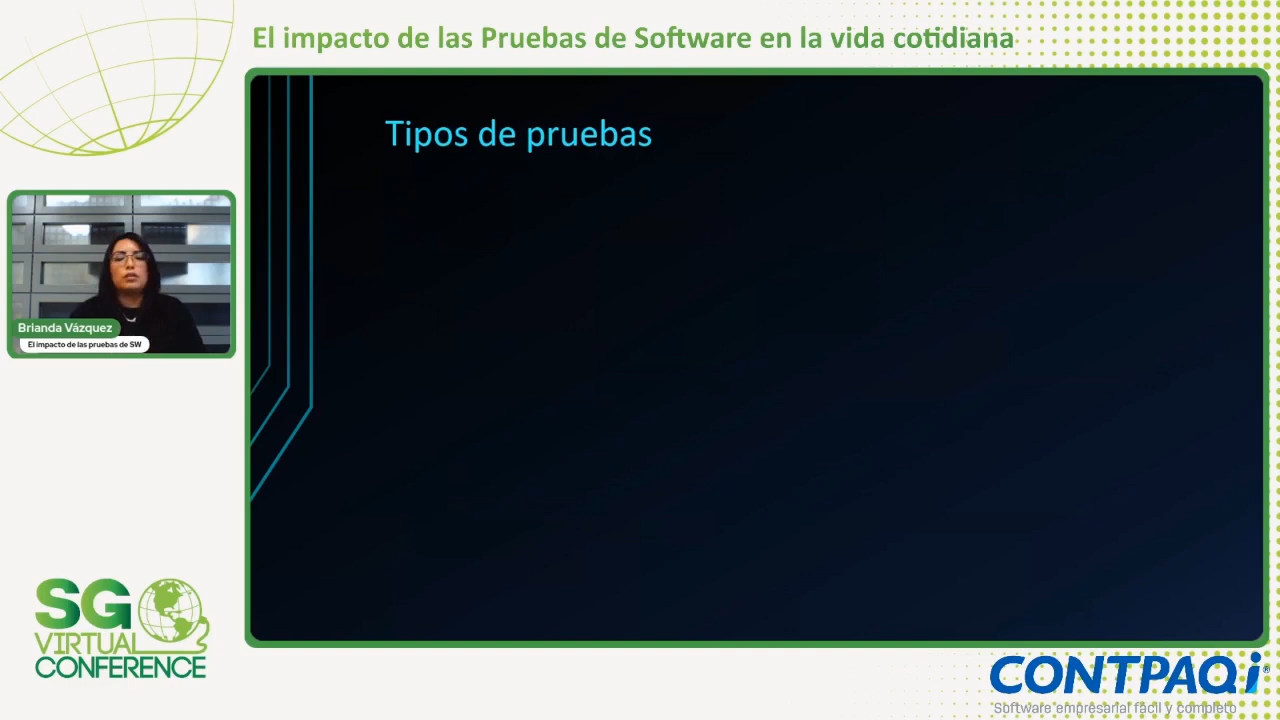 El impacto de las Pruebas de Software en la vida cotidiana
Tipos de pruebas
Brianda Vázquez
El impacto de las pruebas de SW
SG
VIRTUAL
CONFERENCE
CONTPAQi®
Software empresarial fácil y completo